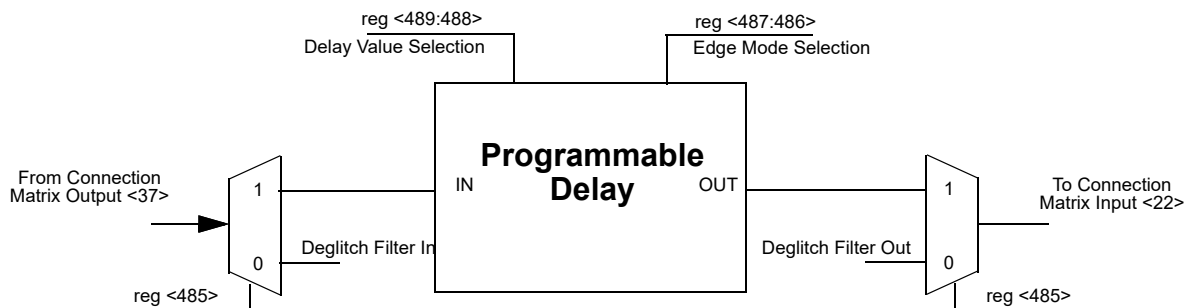 reg <489:488>
Delay Value Selection
reg <487:486>
Edge Mode Selection
Programmable
Delay
IN
OUT
From Connection
Matrix Output <37>
1
0
Deglitch Filter In
reg <485>
Deglitch Filter Out
1
0
To Connection
Matrix Input <22>
reg <485>